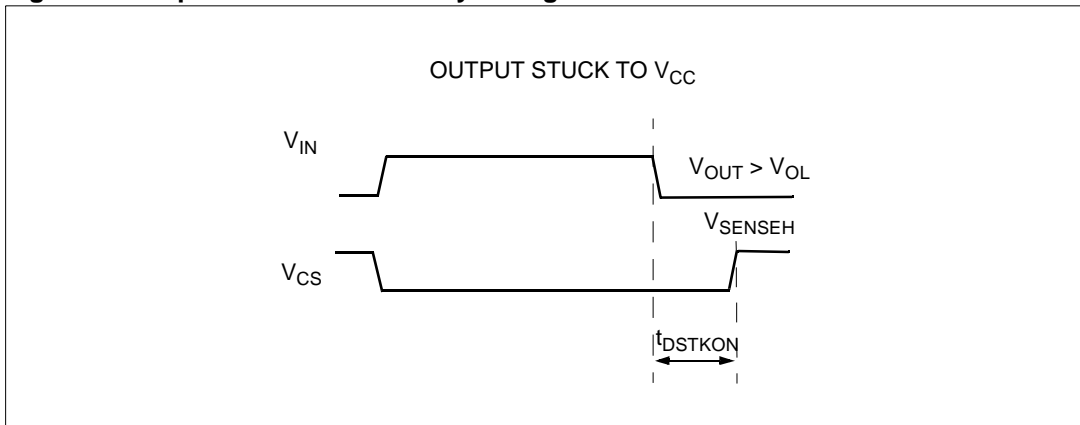 OUTPUT STUCK TO VCC
VIN
VOUT > VOL
VSENSEH
VCS
tDSTKON